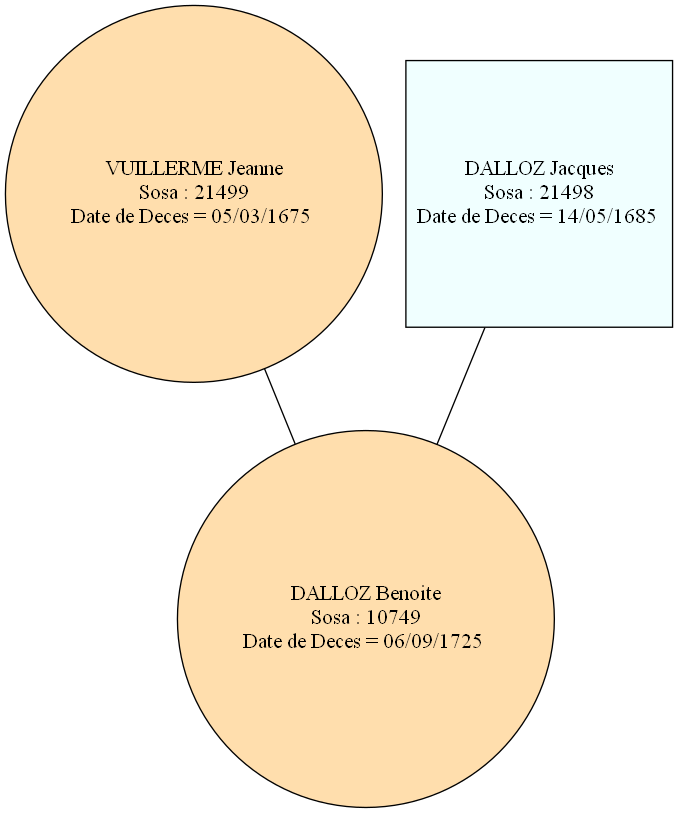 VUILLERME Jeanne
Sosa : 21499
Date de Deces = 05/03/1675
DALLOZ Jacques
Sosa : 21498
Date de Deces = 14/05/1685
DALLOZ Benoite
Sosa : 10749
Date de Deces = 06/09/1725